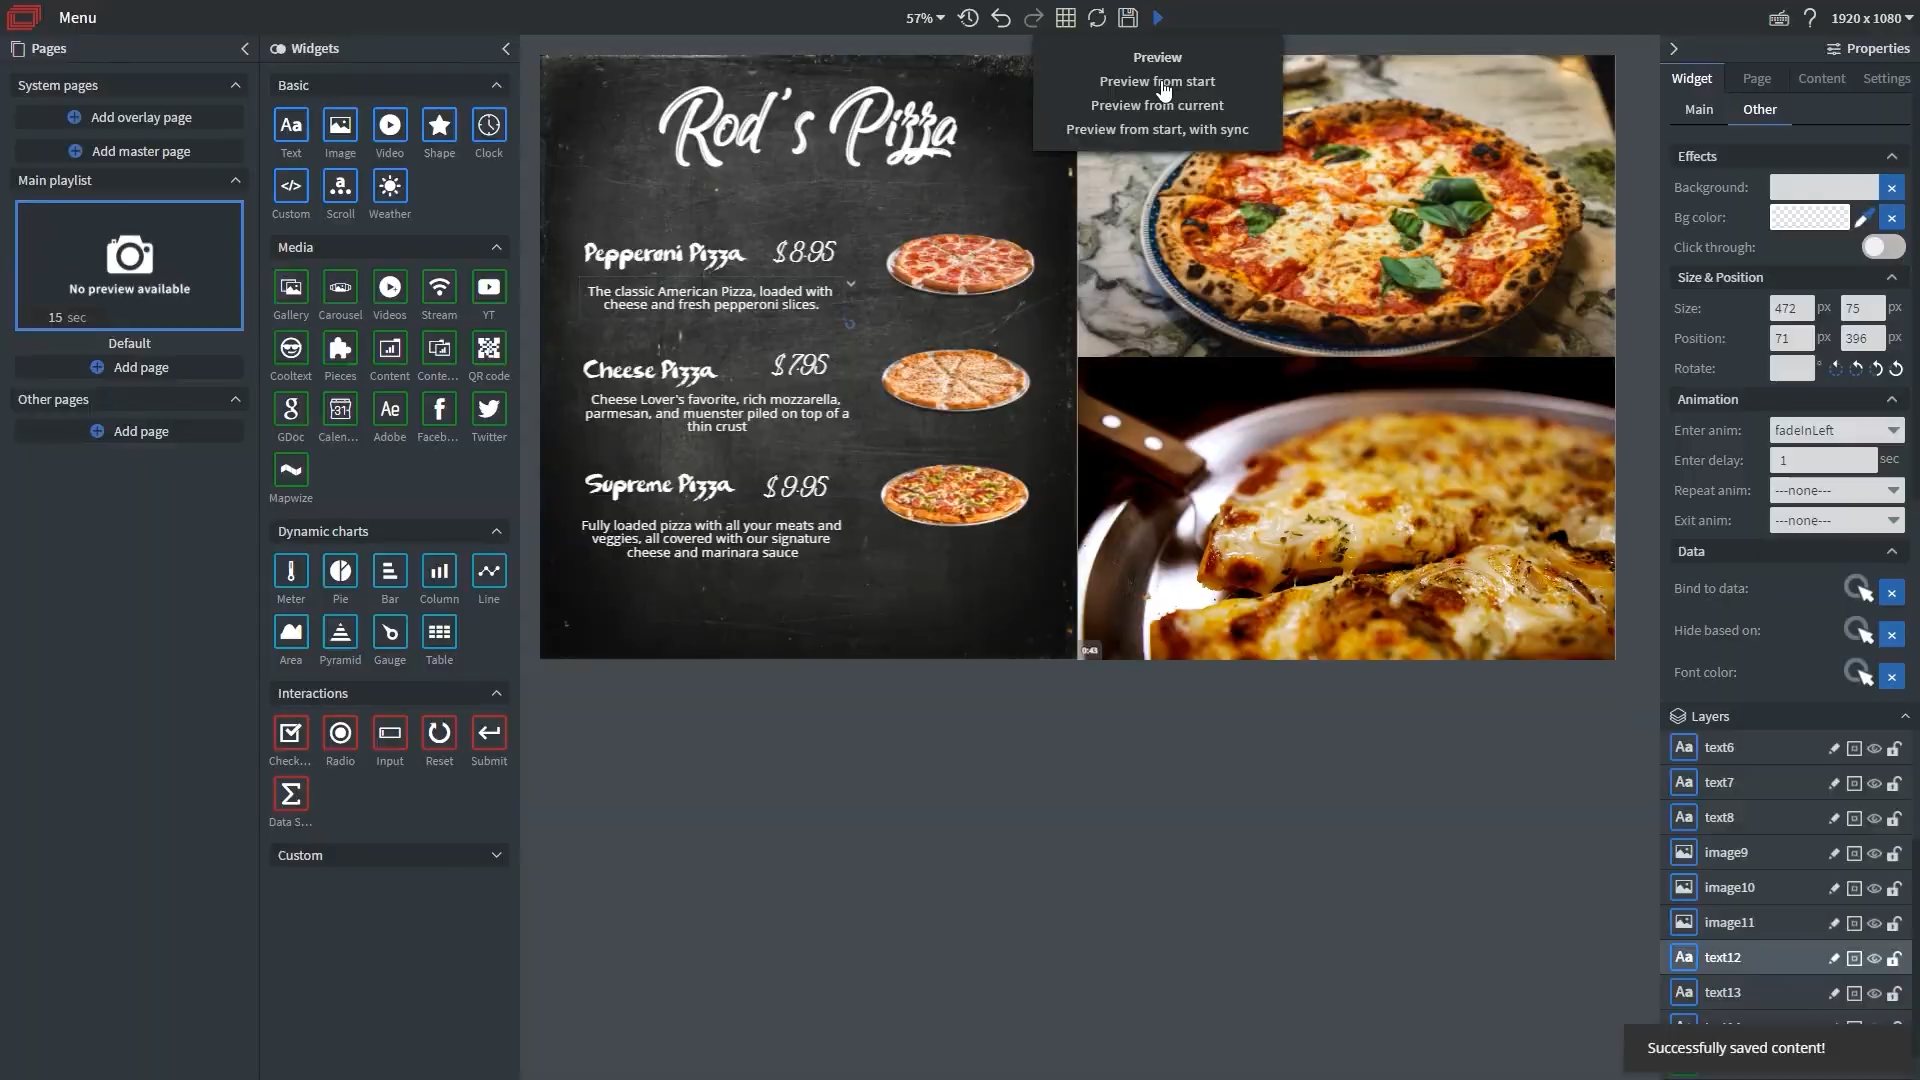 Menu
57%
1920 x 1080
Pages
Widgets
Properties
System pages
Add overlay page
Add master page
Main playlist
No preview available
15 sec
Default
Add page
Other pages
Add page
Basic
Text
Image
Video
Shape
Clock
Custom
Scroll
Weather
Media
Gallery
Carousel
Videos
Stream
YT
Cooltext
Pieces
Content
Conte...
QR code
GDoc
Calen...
Adobe
Faceb...
Twitter
Mapwize
Dynamic charts
Meter
Pie
Bar
Column
Line
Area
Pyramid
Gauge
Table
Interactions
Check...
Radio
Input
Reset
Submit
Data S...
Custom
Preview
Preview from start
Preview from current
Preview from start, with sync
Rod's Pizza
Pepperoni Pizza $8.95
The classic American Pizza, loaded with
cheese and fresh pepperoni slices.
Cheese Pizza $7.95
Cheese Lover's favorite, rich mozzarella,
parmesan, and muenster piled on top of a
thin crust
Supreme Pizza $9.95
Fully loaded pizza with all your meats and
veggies, all covered with our signature
cheese and marinara sauce
0:43
Widget
Page
Content
Settings
Main
Other
Effects
Background:
Bg color:
Click through:
Size & Position
Size: 472 px 75 px
Position: 71 px 396 px
Rotate: °
Animation
Enter anim: fadeInLeft
Enter delay: 1 sec
Repeat anim: ---none---
Exit anim: ---none---
Data
Bind to data:
Hide based on:
Font color:
Layers
Aa text6
Aa text7
Aa text8
image9
image10
image11
Aa text12
Aa text13
Successfully saved content!